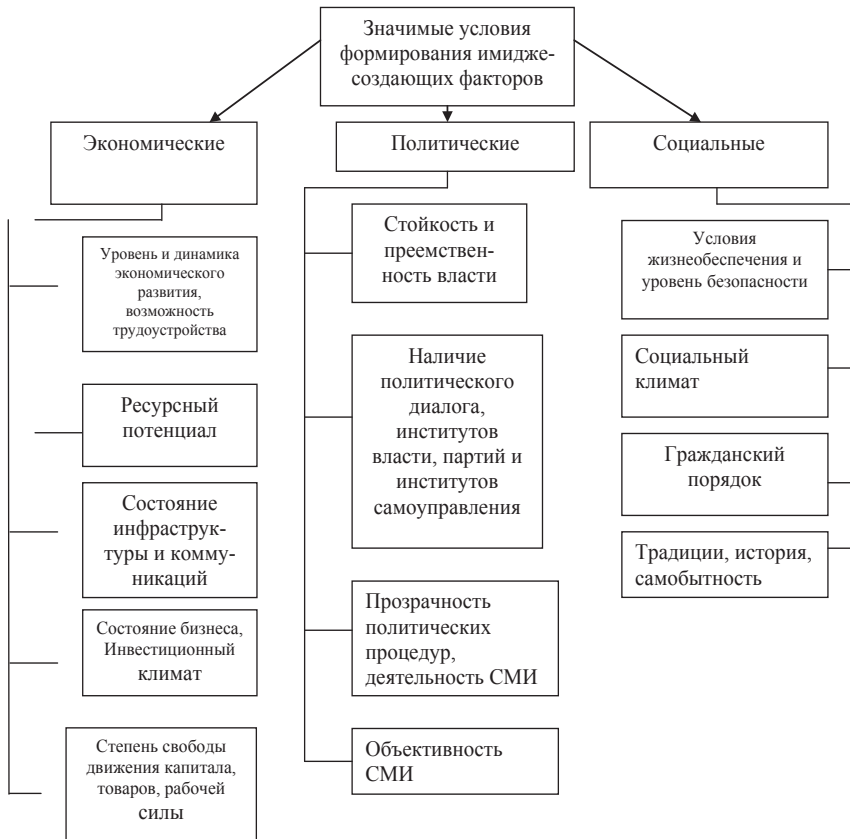 Значимые условия
формирования имидже-
создающих факторов
Экономические
Политические
Социальные
Уровень и динамика
экономического
развития,
возможность
трудоустройства
Ресурсный
потенциал
Состояние
инфраструк-
туры и комму-
никаций
Состояние бизнеса,
Инвестиционный
климат
Степень свободы
движения капитала,
товаров, рабочей
силы
Стойкость и
преемствен-
ность власти
Наличие
политического
диалога,
институтов
власти, партий и
институтов
самоуправления
Прозрачность
политических
процедур,
деятельность СМИ
Объективность
СМИ
Условия
жизнеобеспечения и
уровень безопасности
Социальный
климат
Гражданский
порядок
Традиции, история,
самобытность